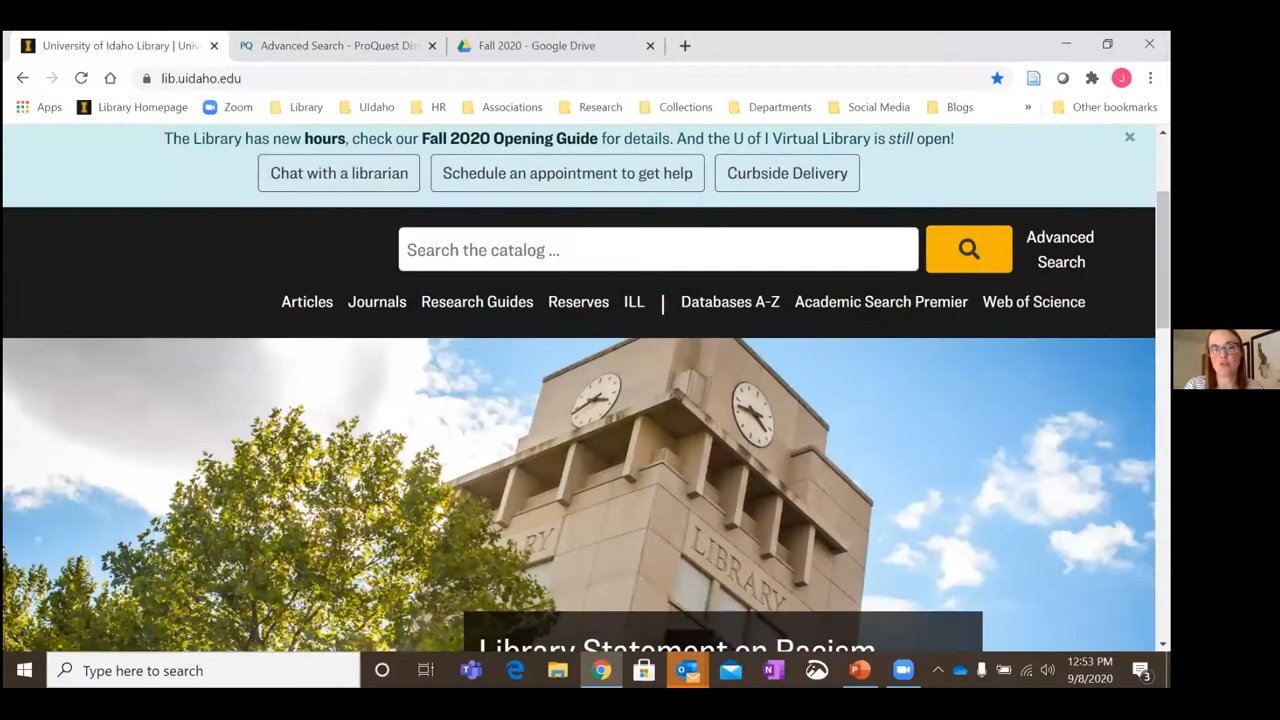 University of Idaho Library | Univ
Advanced Search - ProQuest Dis
Fall 2020 - Google Drive
lib.uidaho.edu
J
Apps
Library Homepage
Zoom
Library
UIdaho
HR
Associations
Research
Collections
Departments
Social Media
Blogs
»
Other bookmarks
The Library has new hours, check our Fall 2020 Opening Guide for details. And the U of I Virtual Library is still open!
Chat with a librarian
Schedule an appointment to get help
Curbside Delivery
Search the catalog ...
Advanced
Search
Articles Journals Research Guides Reserves ILL | Databases A-Z Academic Search Premier Web of Science
LIBRARY
Library Statement on Racism
Type here to search
12:53 PM
9/8/2020
3